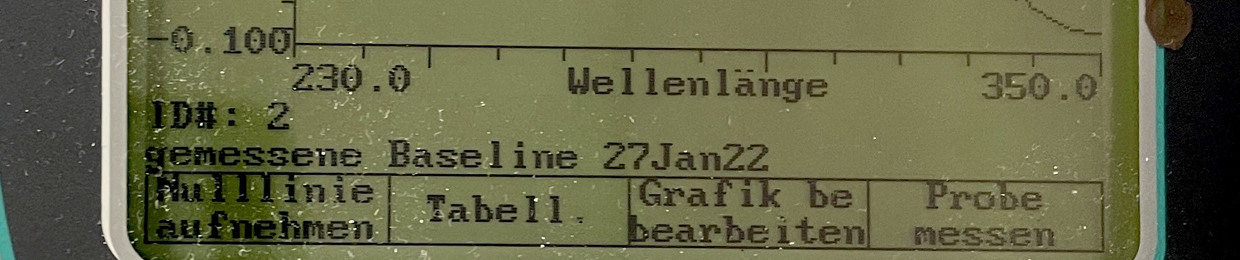 -0.100
230.0 Wellenlänge 350.0
ID#: 2
gemessene Baseline 27Jan22
Nulllinie aufnehmen
Tabell.
Grafik be bearbeiten
Probe messen